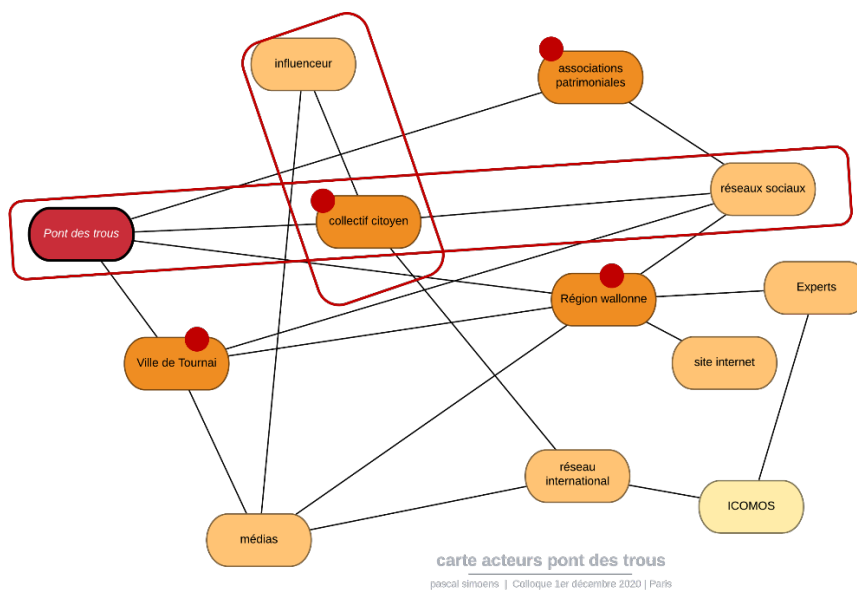 influenceur
associations
patrimoniales
réseaux sociaux
collectif citoyen
Pont des trous
Experts
Région wallonne
Ville de Tournai
site internet
réseau
international
ICOMOS
médias
carte acteurs pont des trous
pascal simoens | Colloque 1er décembre 2020 | Paris